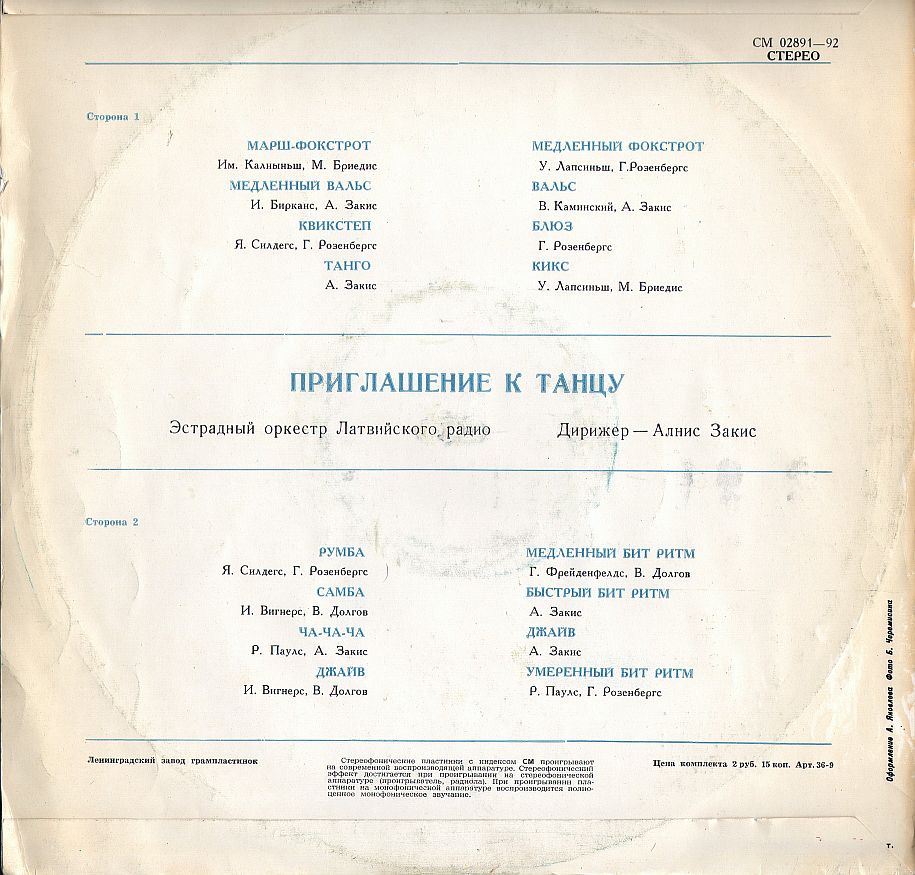 СМ 02891—92
СТЕРЕО
Сторона 1
МАРШ-ФОКСТРОТ
Им. Калныньш, М. Бриедис
МЕДЛЕННЫЙ ВАЛЬС
И. Бирканс, А. Закис
КВИКСТЕП
Я. Силдегс, Г. Розенбергс
ТАНГО
А. Закис
МЕДЛЕННЫЙ ФОКСТРОТ
У. Лапсиньш, Г.Розенбергс
ВАЛЬС
В. Каминский, А. Закис
БЛЮЗ
Г. Розенбергс
КИКС
У. Лапсиньш, М. Бриедис
ПРИГЛАШЕНИЕ К ТАНЦУ
Эстрадный оркестр Латвийского радио
Дирижер — Алнис Закис
Сторона 2
РУМБА
Я. Силдегс, Г. Розенбергс
САМБА
И. Вигнерс, В. Долгов
ЧА-ЧА-ЧА
Р. Паулс, А. Закис
ДЖАЙВ
И. Вигнерс, В. Долгов
МЕДЛЕННЫЙ БИТ РИТМ
Г. Фрейденфелдс, В. Долгов
БЫСТРЫЙ БИТ РИТМ
А. Закис
ДЖАЙВ
А. Закис
УМЕРЕННЫЙ БИТ РИТМ
Р. Паулс, Г. Розенбергс
Ленинградский завод грампластинок
Стереофонические пластинки с индексом СМ проигрывают
на современной воспроизводящей аппаратуре. Стереофонический
эффект достигается при проигрывании на стереофонической
аппаратуре (проигрыватель, радиола). При проигрывании пла-
стинки на монофонической аппаратуре воспроизводится полно-
ценное монофоническое звучание.
Цена комплекта 2 руб. 15 коп. Арт. 36-9
Оформление А. Яковлева Фото Б. Черемисина
т.